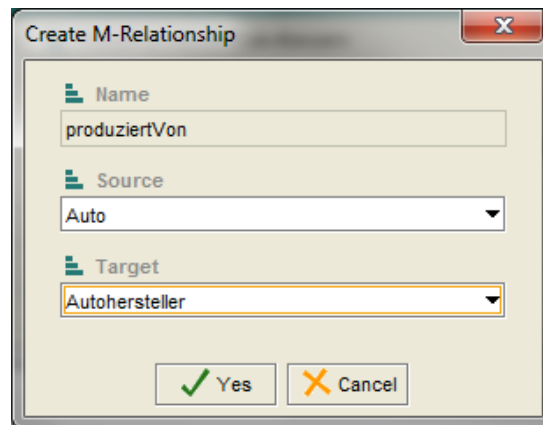 Create M-Relationship
Name
produziertVon
Source
Auto
Target
Autohersteller
Yes
Cancel